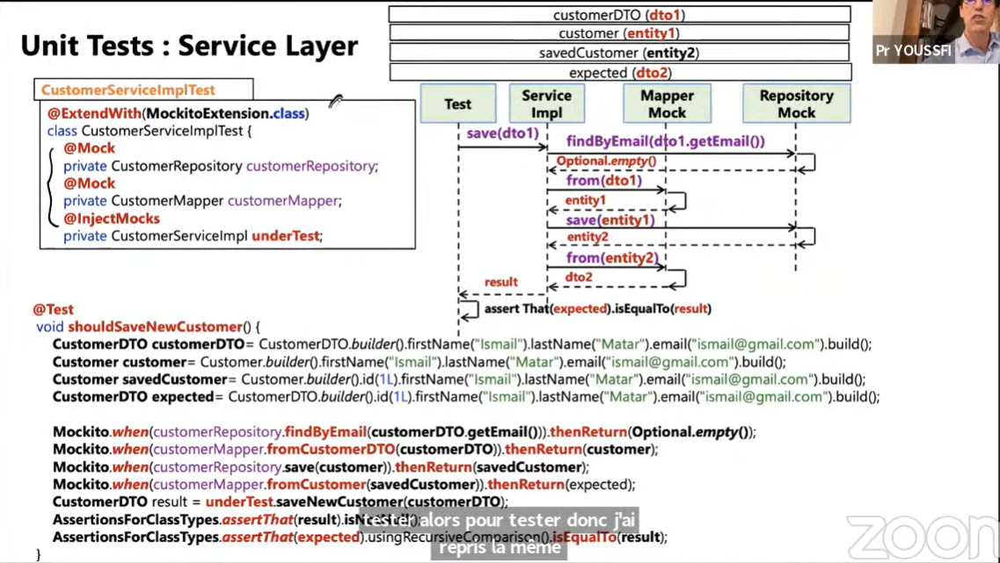 Unit Tests : Service Layer
customerDTO (dto1)
customer (entity1)
savedCustomer (entity2)
expected (dto2)
Pr YOUSSFI
CustomerServiceImplTest
@ExtendWith(MockitoExtension.class)
class CustomerServiceImplTest {
@Mock
private CustomerRepository customerRepository;
@Mock
private CustomerMapper customerMapper;
@InjectMocks
private CustomerServiceImpl underTest;
Test
Service
Impl
Mapper
Mock
Repository
Mock
save(dto1)
findByEmail(dto1.getEmail())
Optional.empty()
from(dto1)
entity1
save(entity1)
entity2
from(entity2)
dto2
result
assert That(expected).isEqualTo(result)
@Test
void shouldSaveNewCustomer() {
CustomerDTO customerDTO= CustomerDTO.builder().firstName("Ismail").lastName("Matar").email("ismail@gmail.com").build();
Customer customer= Customer.builder().firstName("Ismail").lastName("Matar").email("ismail@gmail.com").build();
Customer savedCustomer= Customer.builder().id(1L).firstName("Ismail").lastName("Matar").email("ismail@gmail.com").build();
CustomerDTO expected= CustomerDTO.builder().id(1L).firstName("Ismail").lastName("Matar").email("ismail@gmail.com").build();
Mockito.when(customerRepository.findByEmail(customerDTO.getEmail())).thenReturn(Optional.empty());
Mockito.when(customerMapper.fromCustomerDTO(customerDTO)).thenReturn(customer);
Mockito.when(customerRepository.save(customer)).thenReturn(savedCustomer);
Mockito.when(customerMapper.fromCustomer(savedCustomer)).thenReturn(expected);
CustomerDTO result = underTest.saveNewCustomer(customerDTO);
AssertionsForClassTypes.assertThat(result).
AssertionsForClassTypes.assertThat(expected).usingRecursiveComparison().isEqualTo(result);
}
tester alors pour tester donc j'ai
repris la même
zoom